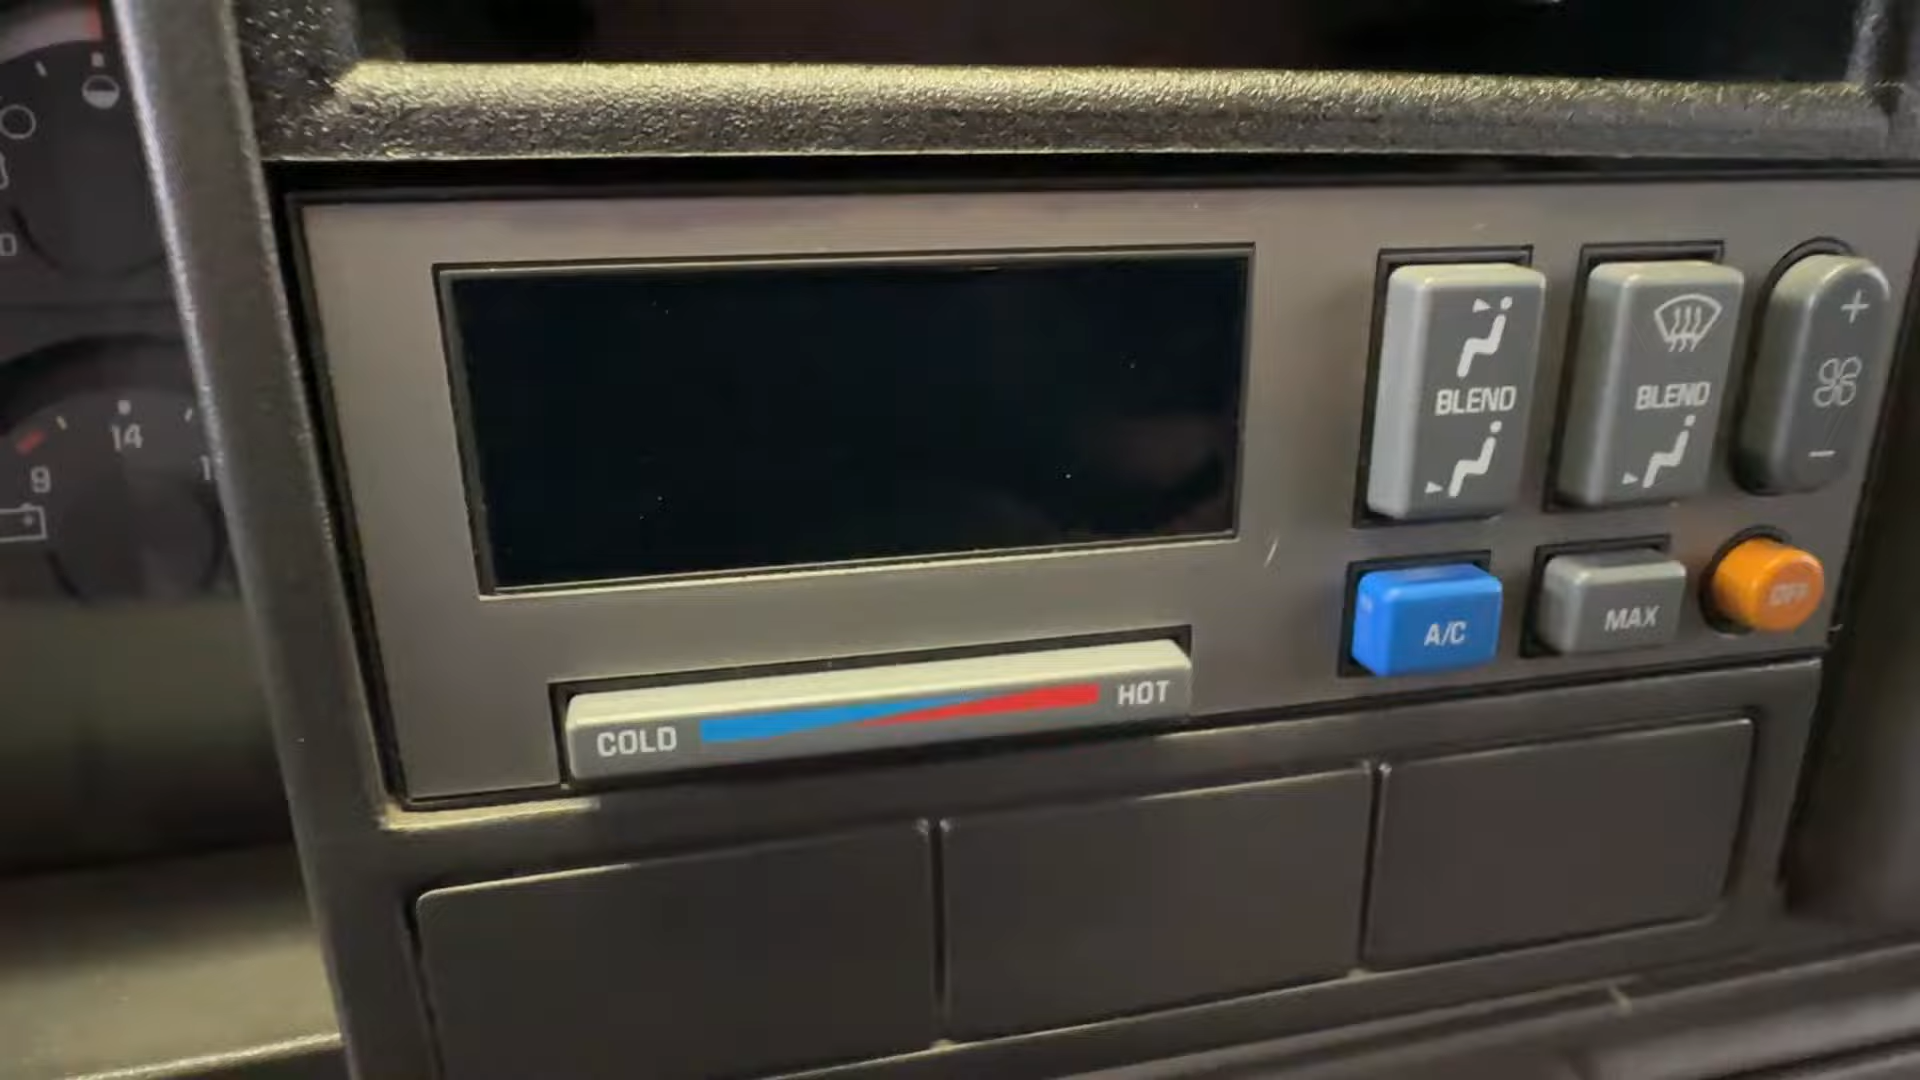 14
9
BLEND
BLEND
+
-
A/C
MAX
OFF
COLD
HOT